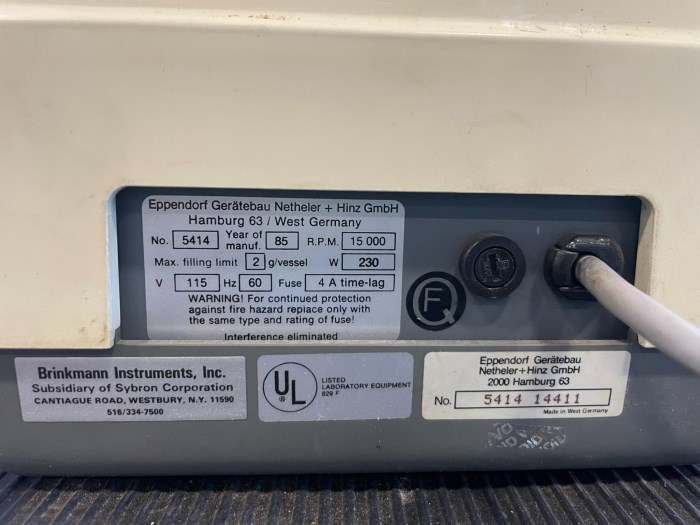 Eppendorf Gerätebau Netheler + Hinz GmbH
Hamburg 63 / West Germany
No. 5414 Year of manuf. 85 R.P.M. 15 000
Max. filling limit 2 g/vessel W 230
V 115 Hz 60 Fuse 4 A time-lag
WARNING! For continued protection
against fire hazard replace only with
the same type and rating of fuse!
Interference eliminated
F
Brinkmann Instruments, Inc.
Subsidiary of Sybron Corporation
CANTIAGUE ROAD, WESTBURY, N.Y. 11590
516/334-7500
UL
®
LISTED
LABORATORY EQUIPMENT
829 F
Eppendorf Gerätebau
Netheler+Hinz GmbH
2000 Hamburg 63
No. 5414 14411
Made in West Germany